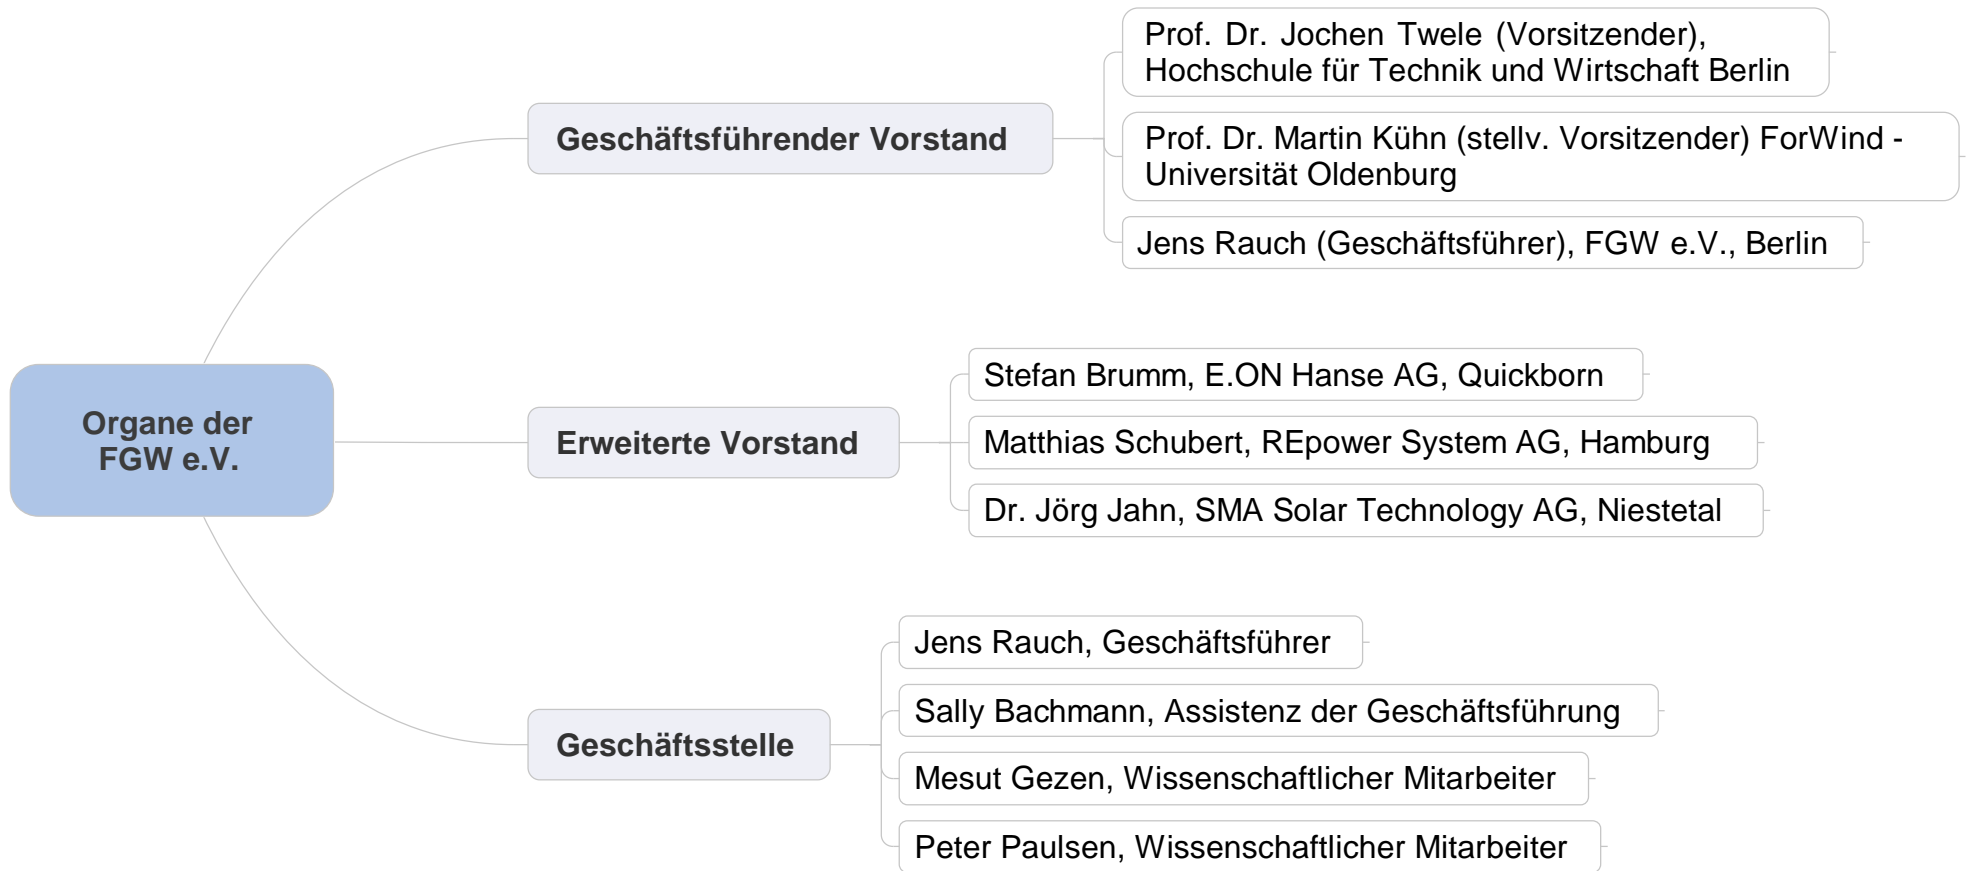 Organe der
FGW e.V.
Geschäftsführender Vorstand
Prof. Dr. Jochen Twele (Vorsitzender),
Hochschule für Technik und Wirtschaft Berlin
Prof. Dr. Martin Kühn (stellv. Vorsitzender) ForWind -
Universität Oldenburg
Jens Rauch (Geschäftsführer), FGW e.V., Berlin
Erweiterte Vorstand
Stefan Brumm, E.ON Hanse AG, Quickborn
Matthias Schubert, REpower System AG, Hamburg
Dr. Jörg Jahn, SMA Solar Technology AG, Niestetal
Geschäftsstelle
Jens Rauch, Geschäftsführer
Sally Bachmann, Assistenz der Geschäftsführung
Mesut Gezen, Wissenschaftlicher Mitarbeiter
Peter Paulsen, Wissenschaftlicher Mitarbeiter